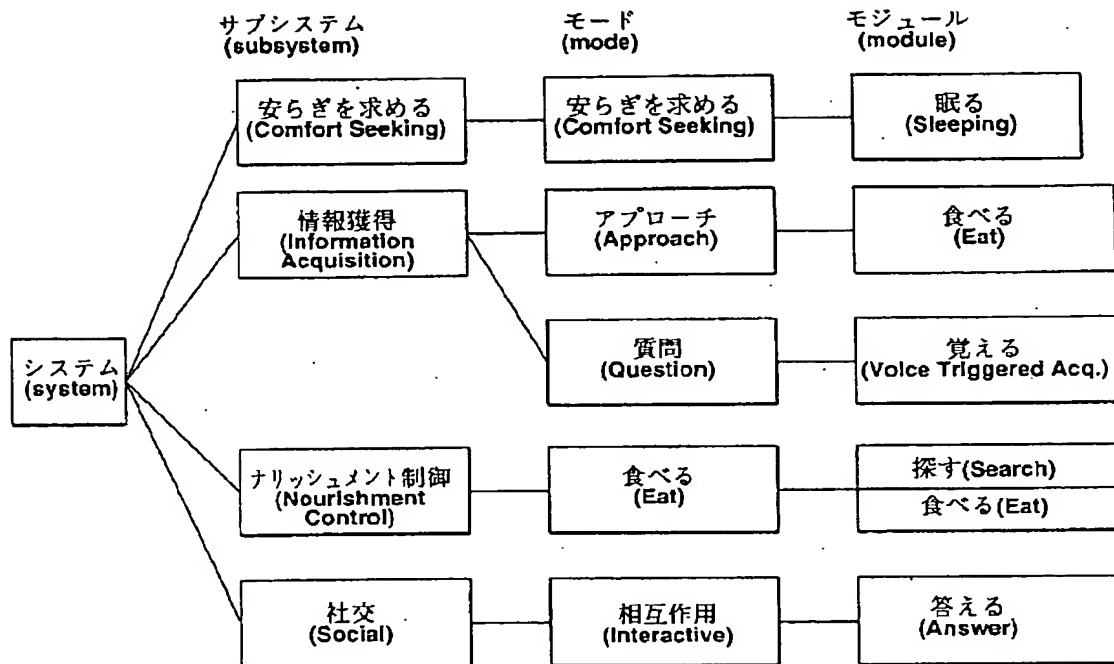 サブシステム
(subsystem)
モード
(mode)
モジュール
(module)
安らぎを求める
(Comfort Seeking)
安らぎを求める
(Comfort Seeking)
眠る
(Sleeping)
情報獲得
(Information
Acquisition)
アプローチ
(Approach)
食べる
(Eat)
質問
(Question)
覚える
(Voice Triggered Acq.)
システム
(system)
ナリッシュメント制御
(Nourishment
Control)
食べる
(Eat)
探す(Search)
食べる(Eat)
社交
(Social)
相互作用
(Interactive)
答える
(Answer)